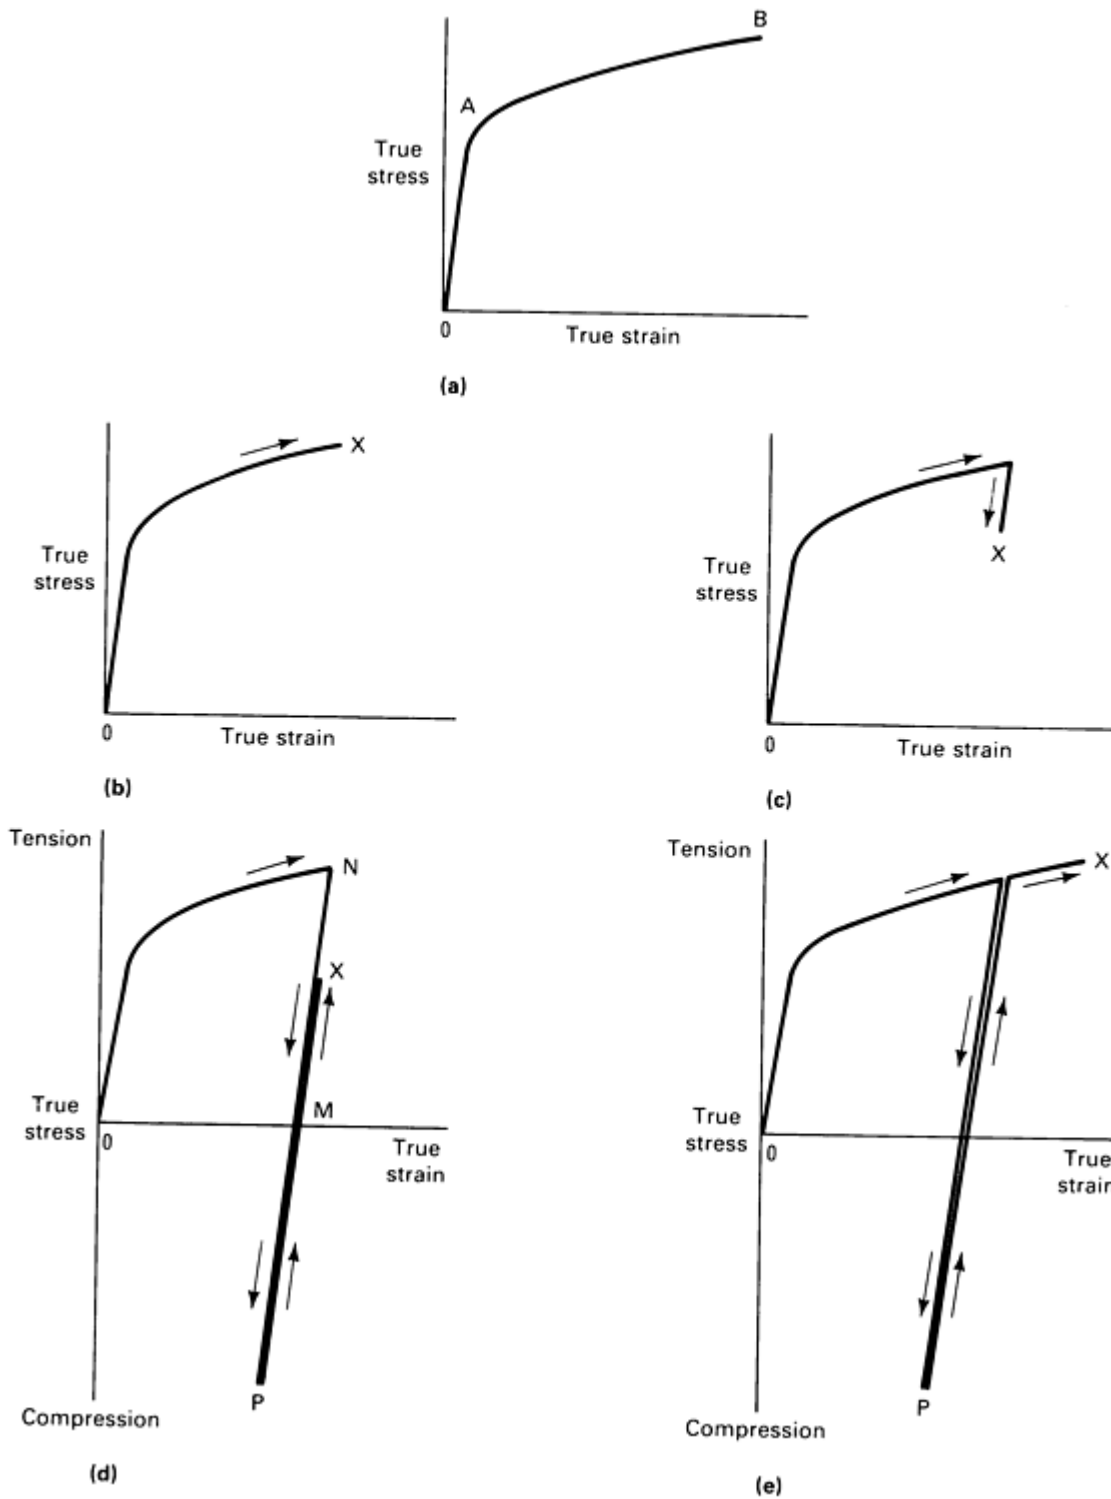 B
A
True
stress
0
True strain
(a)
X
True
stress
0
True strain
(b)
X
True
stress
0
True strain
(c)
Tension
N
X
True
stress
0
M
True
strain
P
Compression
(d)
Tension
X
True
stress
0
True
strain
P
Compression
(e)